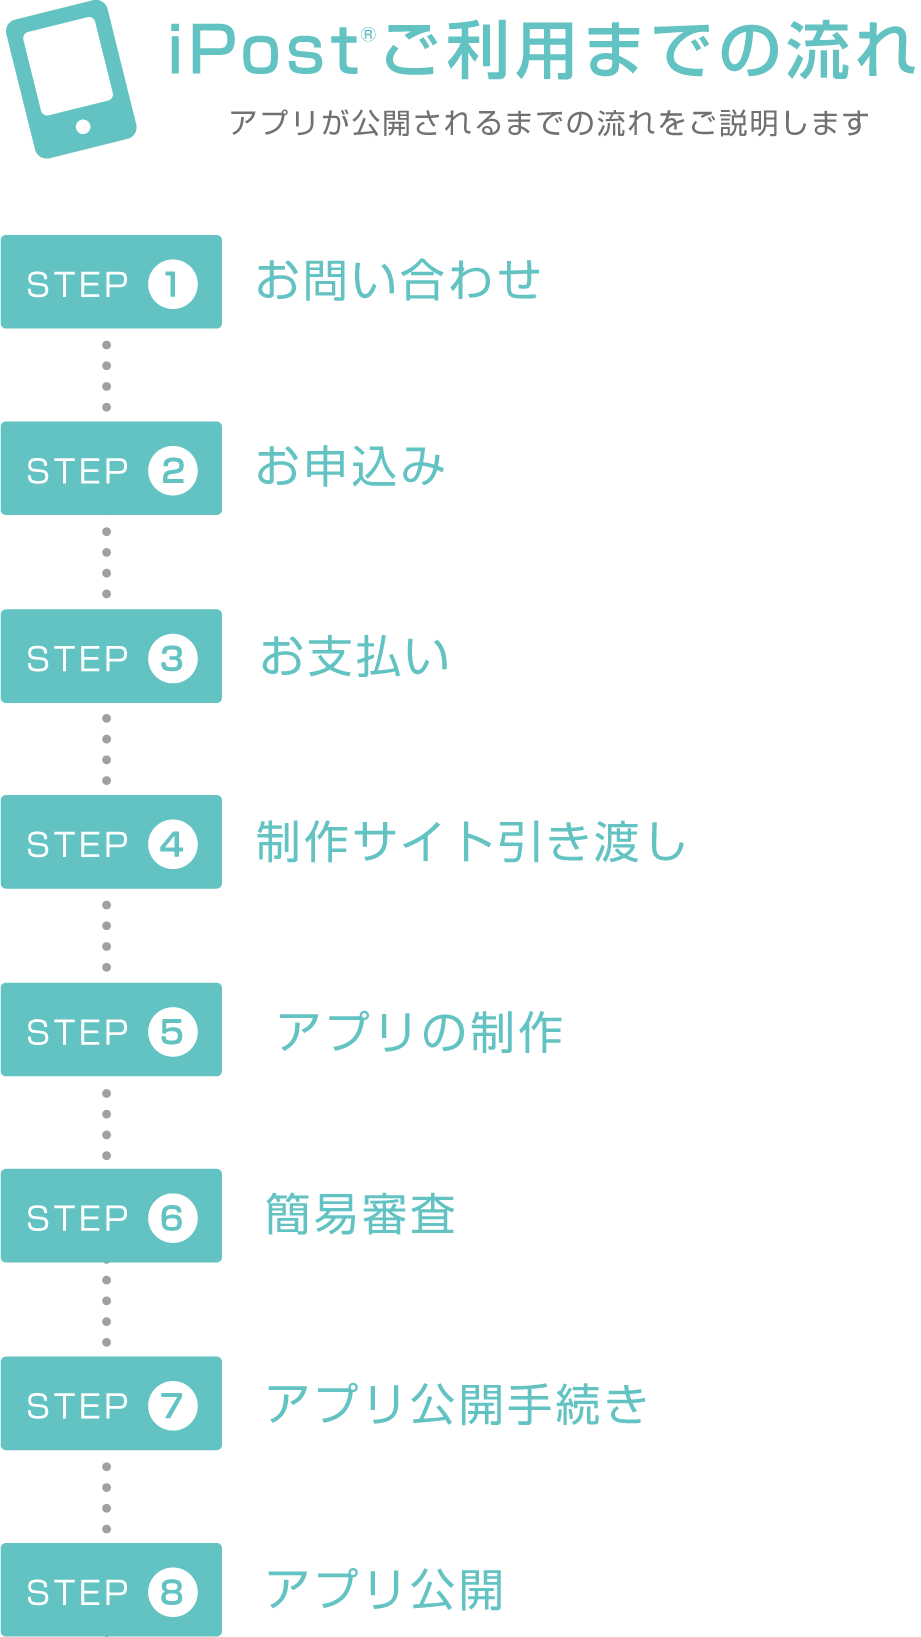 iPost®ご利用までの流れ
アプリが公開されるまでの流れをご説明します
STEP 1 お問い合わせ
STEP 2 お申込み
STEP 3 お支払い
STEP 4 制作サイト引き渡し
STEP 5 アプリの制作
STEP 6 簡易審査
STEP 7 アプリ公開手続き
STEP 8 アプリ公開